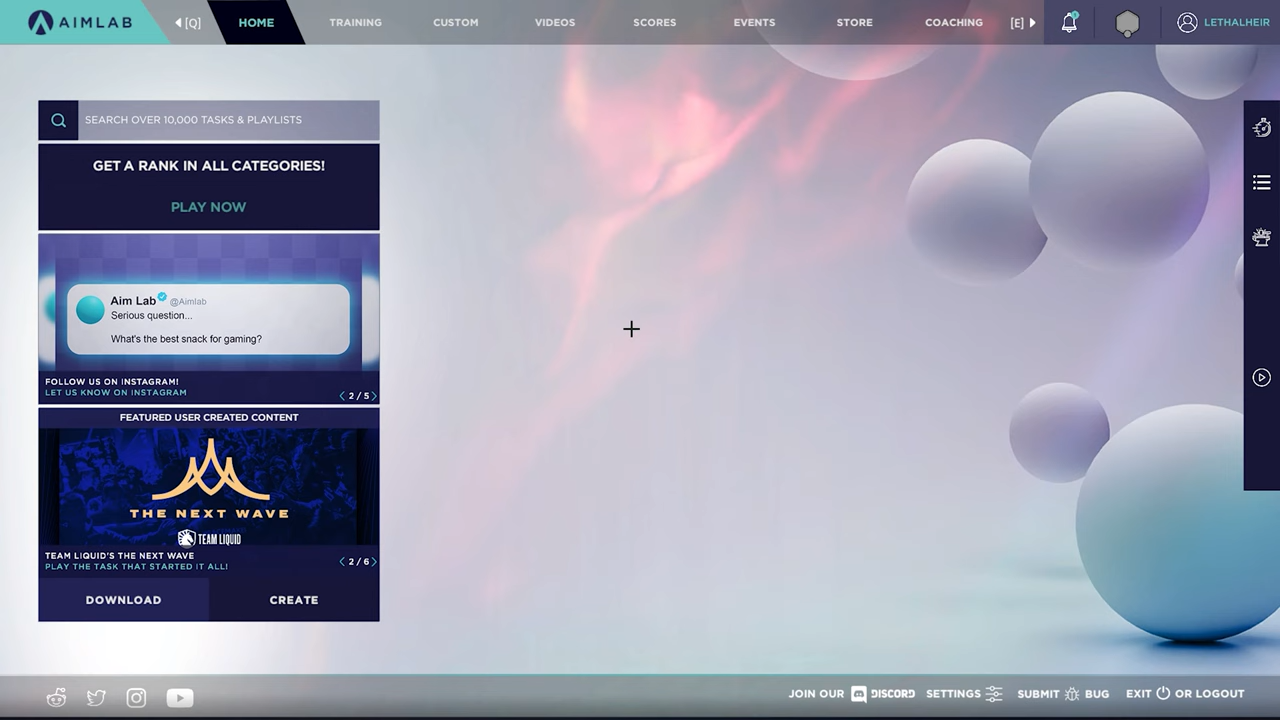 AIMLAB
[Q]
HOME
TRAINING
CUSTOM
VIDEOS
SCORES
EVENTS
STORE
COACHING
[E]
LETHALHEIR
SEARCH OVER 10,000 TASKS & PLAYLISTS
GET A RANK IN ALL CATEGORIES!
PLAY NOW
Aim Lab @Aimlab
Serious question...
What's the best snack for gaming?
FOLLOW US ON INSTAGRAM!
LET US KNOW ON INSTAGRAM
2 / 5
FEATURED USER CREATED CONTENT
THE NEXT WAVE
TEAM LIQUID
TEAM LIQUID'S THE NEXT WAVE
PLAY THE TASK THAT STARTED IT ALL!
2 / 6
DOWNLOAD
CREATE
JOIN OUR DISCORD
SETTINGS
SUBMIT BUG
EXIT OR LOGOUT